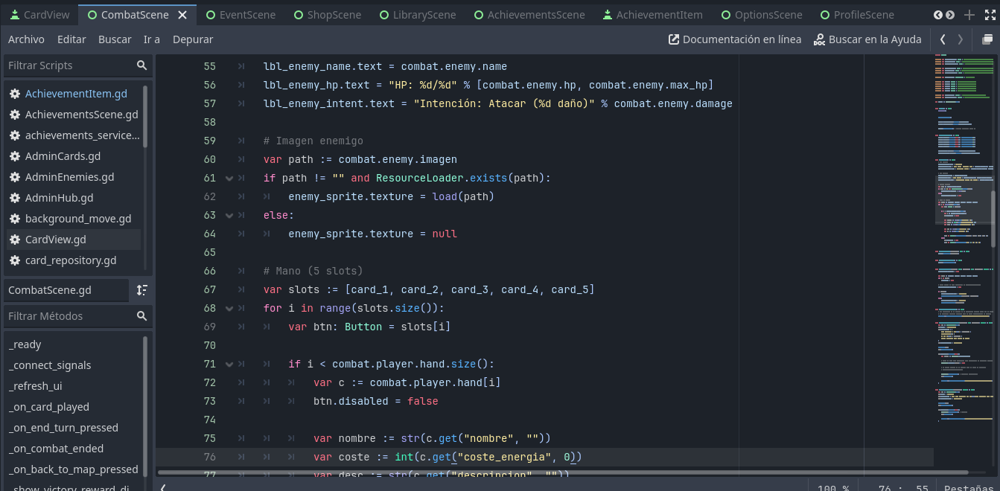 CardView CombatScene EventScene ShopScene LibraryScene AchievementsScene AchievementItem OptionsScene ProfileScene
Archivo Editar Buscar Ir a Depurar Documentación en línea Buscar en la Ayuda
Filtrar Scripts
AchievementItem.gd
AchievementsScene.gd
achievements_service...
AdminCards.gd
AdminEnemies.gd
AdminHub.gd
background_move.gd
CardView.gd
card_repository.gd
CombatScene.gd
Filtrar Métodos
_ready
_connect_signals
_refresh_ui
_on_card_played
_on_end_turn_pressed
_on_combat_ended
_on_back_to_map_pressed
_show_victory_reward_di
55 lbl_enemy_name.text = combat.enemy.name
56 lbl_enemy_hp.text = "HP: %d/%d" % [combat.enemy.hp, combat.enemy.max_hp]
57 lbl_enemy_intent.text = "Intención: Atacar (%d daño)" % combat.enemy.damage
58
59 # Imagen enemigo
60 var path := combat.enemy.imagen
61 if path != "" and ResourceLoader.exists(path):
62 enemy_sprite.texture = load(path)
63 else:
64 enemy_sprite.texture = null
65
66 # Mano (5 slots)
67 var slots := [card_1, card_2, card_3, card_4, card_5]
68 for i in range(slots.size()):
69 var btn: Button = slots[i]
70
71 if i < combat.player.hand.size():
72 var c := combat.player.hand[i]
73 btn.disabled = false
74
75 var nombre := str(c.get("nombre", ""))
76 var coste := int(c.get("coste_energia", 0))
77 var desc := str(c.get("descripcion", ""))
100 % 76 : 55 Pestañas